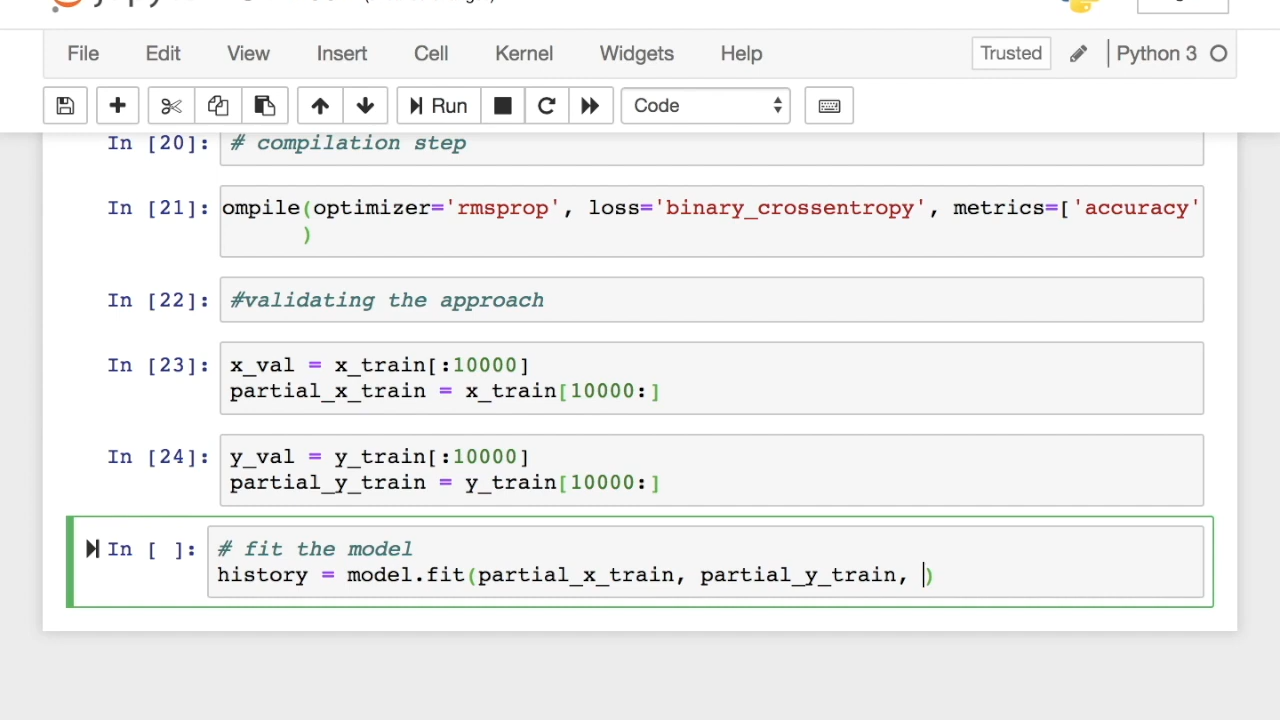 File Edit View Insert Cell Kernel Widgets Help Trusted Python 3
Run Code
In [20]: # compilation step
In [21]: ompile(optimizer='rmsprop', loss='binary_crossentropy', metrics=['accuracy'
)
In [22]: #validating the approach
In [23]: x_val = x_train[:10000]
partial_x_train = x_train[10000:]
In [24]: y_val = y_train[:10000]
partial_y_train = y_train[10000:]
In [ ]: # fit the model
history = model.fit(partial_x_train, partial_y_train, )